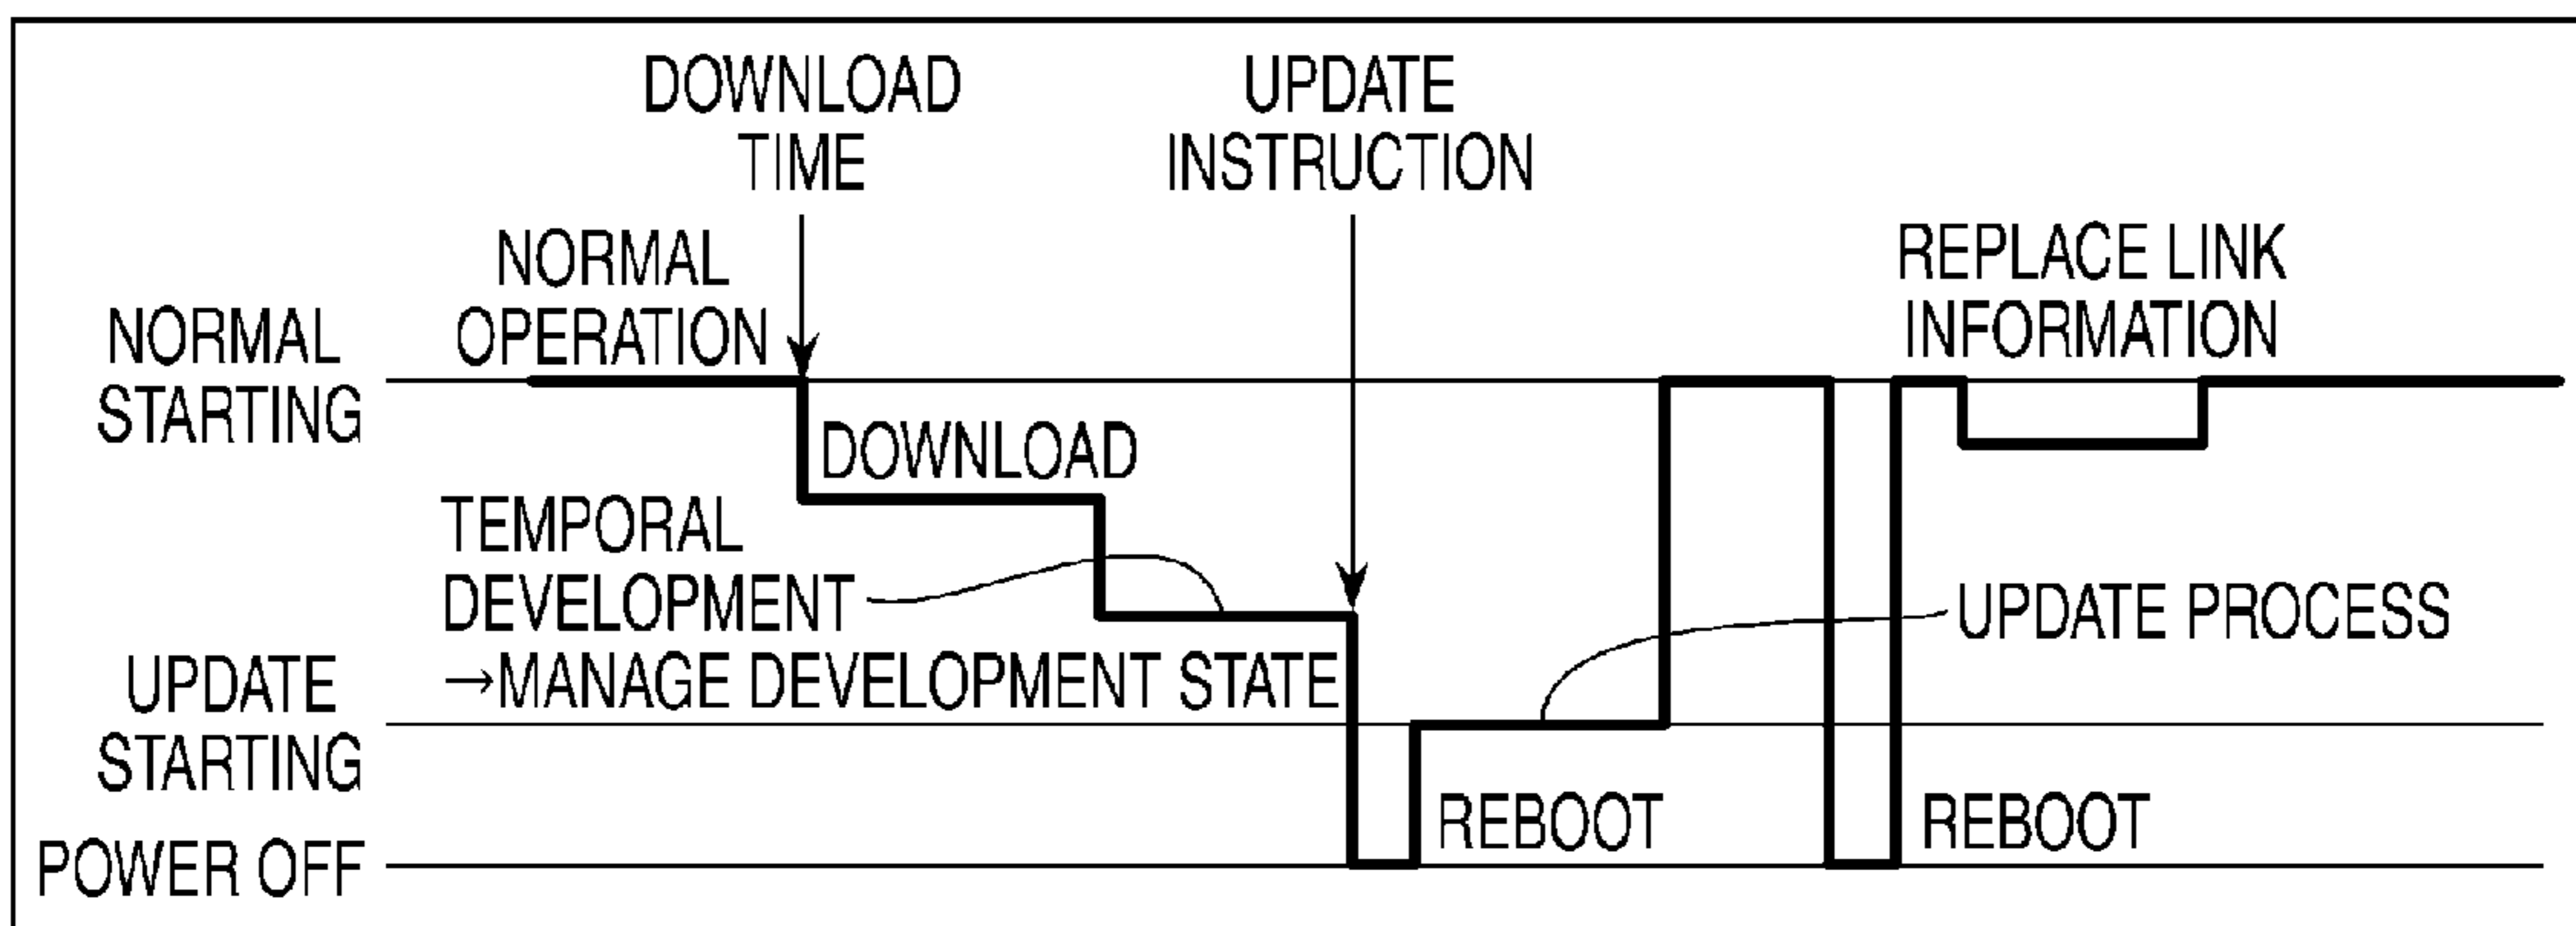 DOWNLOAD
TIME
UPDATE
INSTRUCTION
NORMAL
OPERATION
REPLACE LINK
INFORMATION
NORMAL
STARTING
DOWNLOAD
TEMPORAL
DEVELOPMENT
→MANAGE DEVELOPMENT STATE
UPDATE PROCESS
UPDATE
STARTING
REBOOT
REBOOT
POWER OFF